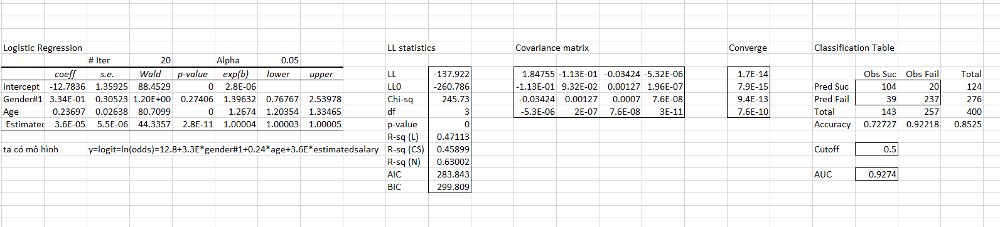 Logistic Regression LL statistics Covariance matrix Converge Classification Table
# Iter 20 Alpha 0.05
coeff s.e. Wald p-value exp(b) lower upper LL -137.922 1.84755 -1.13E-01 -0.03424 -5.32E-06 1.7E-14 Obs Suc Obs Fail Total
intercept -12.7836 1.35925 88.4529 0 2.8E-06 LL0 -260.786 -1.13E-01 9.32E-02 0.00127 1.96E-07 7.9E-15 Pred Suc 104 20 124
Gender#1 3.34E-01 0.30523 1.20E+00 0.27406 1.39632 0.76767 2.53978 Chi-sq 245.73 -0.03424 0.00127 0.0007 7.6E-08 9.4E-13 Pred Fail 39 237 276
Age 0.23697 0.02638 80.7099 0 1.2674 1.20354 1.33465 df 3 -5.3E-06 2E-07 7.6E-08 3E-11 7.6E-10 Total 143 257 400
Estimated 3.6E-05 5.5E-06 44.3357 2.8E-11 1.00004 1.00003 1.00005 p-value 0 Accuracy 0.72727 0.92218 0.8525
R-sq (L) 0.47113
ta có mô hình y=logit=ln(odds)=12.8+3.3E*gender#1+0.24*age+3.6E*estimatedsalary R-sq (CS) 0.45899 Cutoff 0.5
R-sq (N) 0.63002
AIC 283.843 AUC 0.9274
BIC 299.809